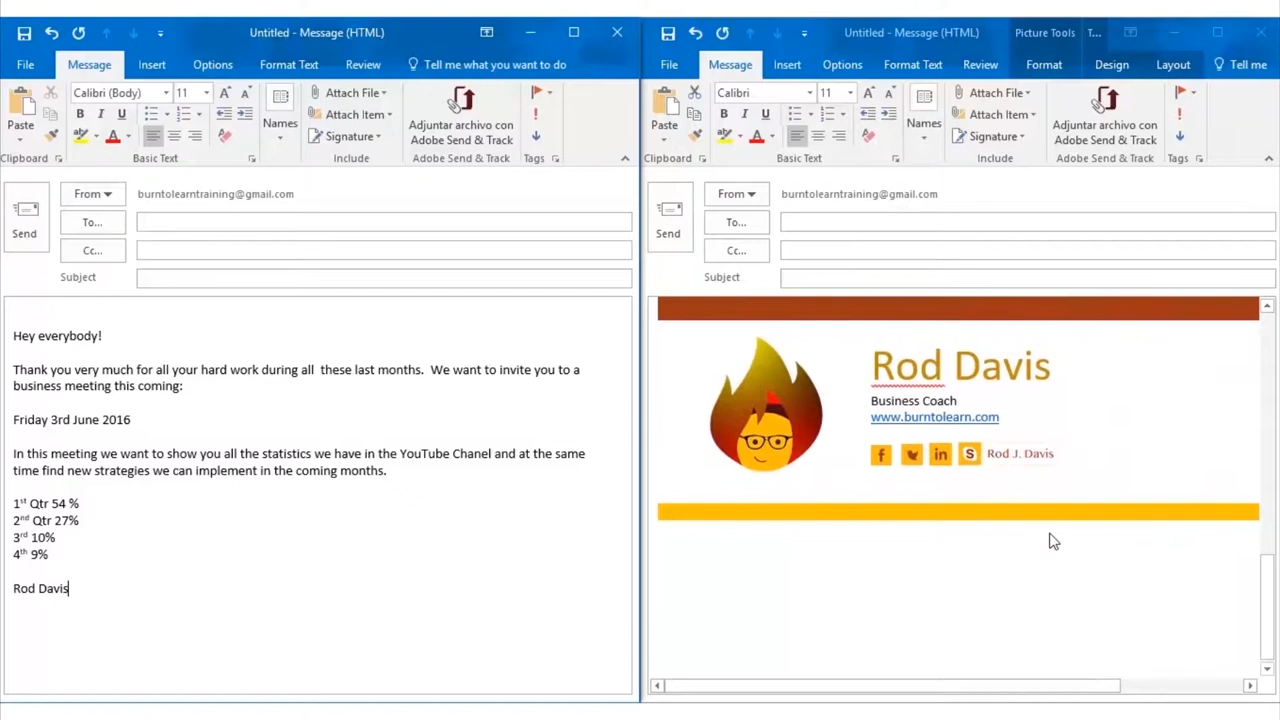 Untitled - Message (HTML)
File Message Insert Options Format Text Review Tell me what you want to do
Paste
Calibri (Body) 11
B I U
A
Names
Attach File
Attach Item
Signature
Adjuntar archivo con
Adobe Send & Track
Clipboard Basic Text Include Adobe Send & Track Tags
From burntolearntraining@gmail.com
Send
To...
Cc...
Subject
Hey everybody!
Thank you very much for all your hard work during all these last months. We want to invite you to a
business meeting this coming:
Friday 3rd June 2016
In this meeting we want to show you all the statistics we have in the YouTube Chanel and at the same
time find new strategies we can implement in the coming months.
1st Qtr 54 %
2nd Qtr 27%
3rd 10%
4th 9%
Rod Davis
Untitled - Message (HTML) Picture Tools T...
File Message Insert Options Format Text Review Format Design Layout Tell me
Paste
Calibri 11
B I U
A
Names
Attach File
Attach Item
Signature
Adjuntar archivo con
Adobe Send & Track
Clipboard Basic Text Include Adobe Send & Track Tags
From burntolearntraining@gmail.com
Send
To...
Cc...
Subject
Rod Davis
Business Coach
www.burntolearn.com
f in S Rod J. Davis